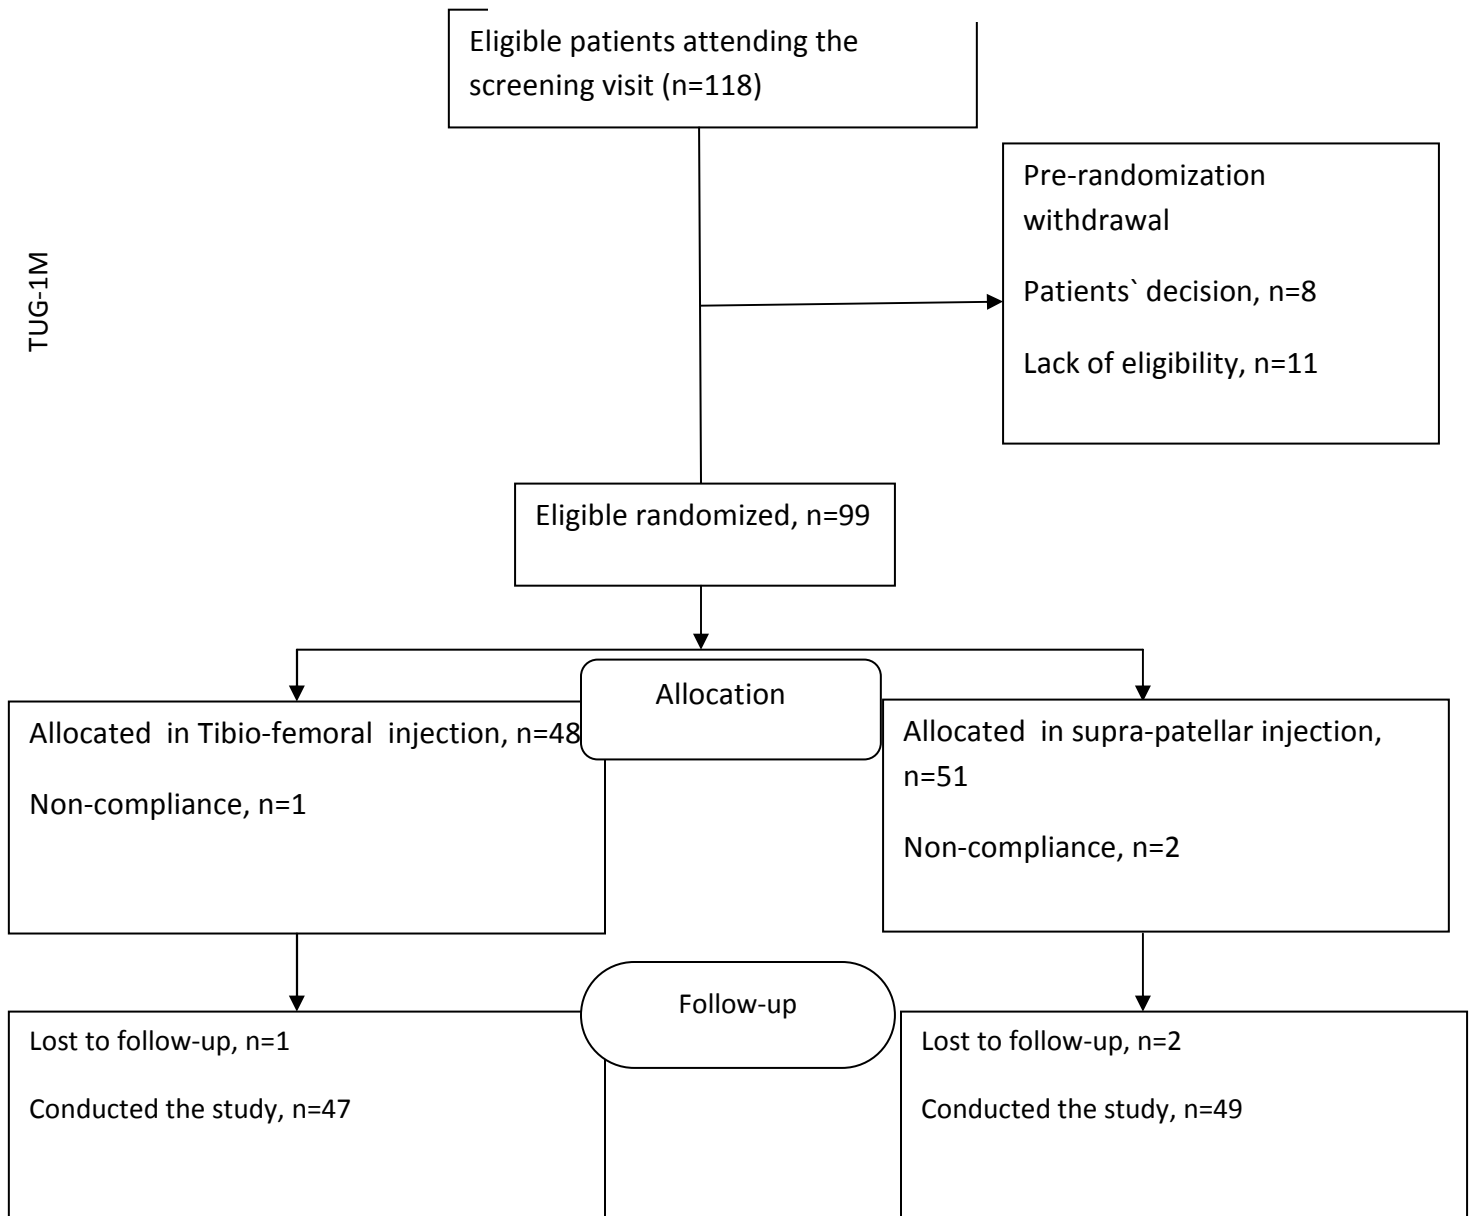 Eligible patients attending the
screening visit (n=118)
Pre-randomization
withdrawal
Patients` decision, n=8
Lack of eligibility, n=11
TUG-1M
Eligible randomized, n=99
Allocation
Allocated  in Tibio-femoral  injection, n=48
Non-compliance, n=1
Allocated  in supra-patellar injection,
n=51
Non-compliance, n=2
Follow-up
Lost to follow-up, n=1
Conducted the study, n=47
Lost to follow-up, n=2
Conducted the study, n=49